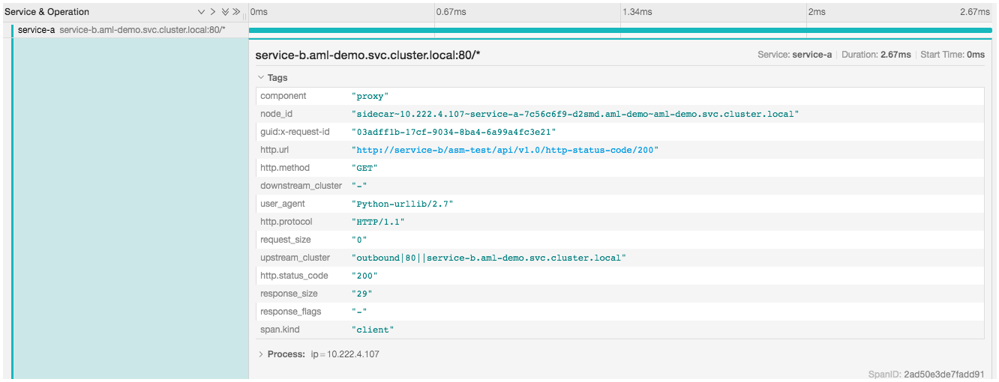 Service & Operation 0ms 0.67ms 1.34ms 2ms 2.67ms
service-a service-b.aml-demo.svc.cluster.local:80/*
service-b.aml-demo.svc.cluster.local:80/* Service: service-a Duration: 2.67ms Start Time: 0ms
Tags
component "proxy"
node_id "sidecar~10.222.4.107~service-a-7c56c6f9-d2smd.aml-demo~aml-demo.svc.cluster.local"
guid:x-request-id "03adff1b-17cf-9034-8ba4-6a99a4fc3e21"
http.url "http://service-b/asm-test/api/v1.0/http-status-code/200"
http.method "GET"
downstream_cluster "-"
user_agent "Python-urllib/2.7"
http.protocol "HTTP/1.1"
request_size "0"
upstream_cluster "outbound|80||service-b.aml-demo.svc.cluster.local"
http.status_code "200"
response_size "29"
response_flags "-"
span.kind "client"
Process: ip = 10.222.4.107
SpanID: 2ad50e3de7fadd91